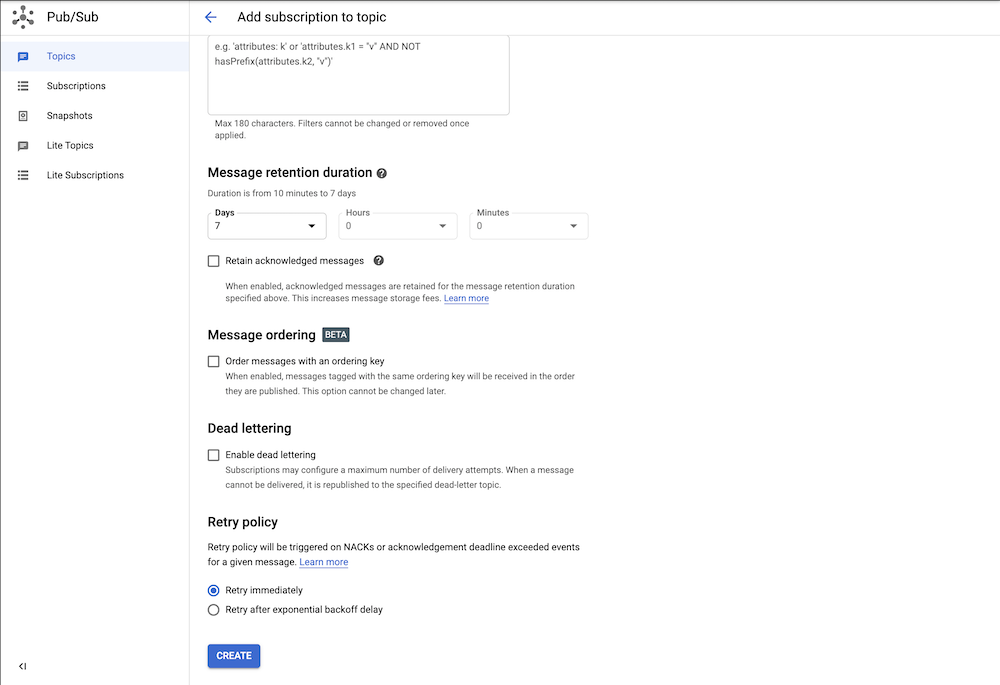 Pub/Sub
Add subscription to topic
Topics
Subscriptions
Snapshots
Lite Topics
Lite Subscriptions
e.g. 'attributes: k' or 'attributes.k1 = "v" AND NOT
hasPrefix(attributes.k2, "v")'
Max 180 characters. Filters cannot be changed or removed once
applied.
Message retention duration ?
Duration is from 10 minutes to 7 days
Days Hours Minutes
7 0 0
Retain acknowledged messages ?
When enabled, acknowledged messages are retained for the message retention duration
specified above. This increases message storage fees. Learn more
Message ordering BETA
Order messages with an ordering key
When enabled, messages tagged with the same ordering key will be received in the order
they are published. This option cannot be changed later.
Dead lettering
Enable dead lettering
Subscriptions may configure a maximum number of delivery attempts. When a message
cannot be delivered, it is republished to the specified dead-letter topic.
Retry policy
Retry policy will be triggered on NACKs or acknowledgement deadline exceeded events
for a given message. Learn more
Retry immediately
Retry after exponential backoff delay
CREATE